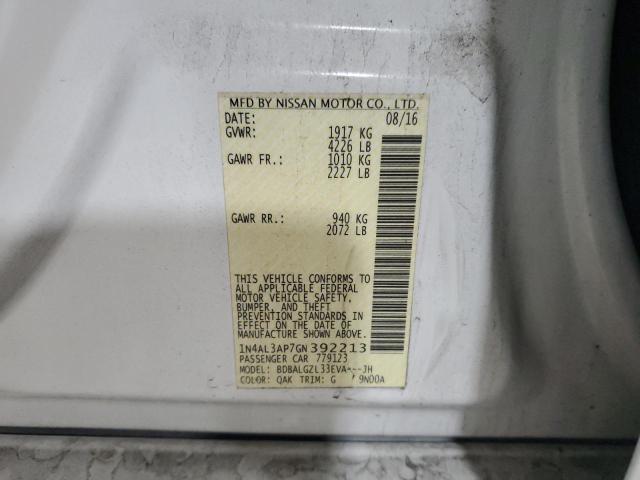 MFD BY NISSAN MOTOR CO., LTD.
DATE: 08/16
GVWR: 1917 KG
4226 LB
GAWR FR.: 1010 KG
2227 LB
GAWR RR.: 940 KG
2072 LB
THIS VEHICLE CONFORMS TO
ALL APPLICABLE FEDERAL
MOTOR VEHICLE SAFETY,
BUMPER, AND THEFT
PREVENTION STANDARDS IN
EFFECT ON THE DATE OF
MANUFACTURE SHOWN ABOVE.
1N4AL3AP7GN392213
PASSENGER CAR 779123
MODEL: BDBALGZL33EVA---JH
COLOR: QAK TRIM: G / 9N00A